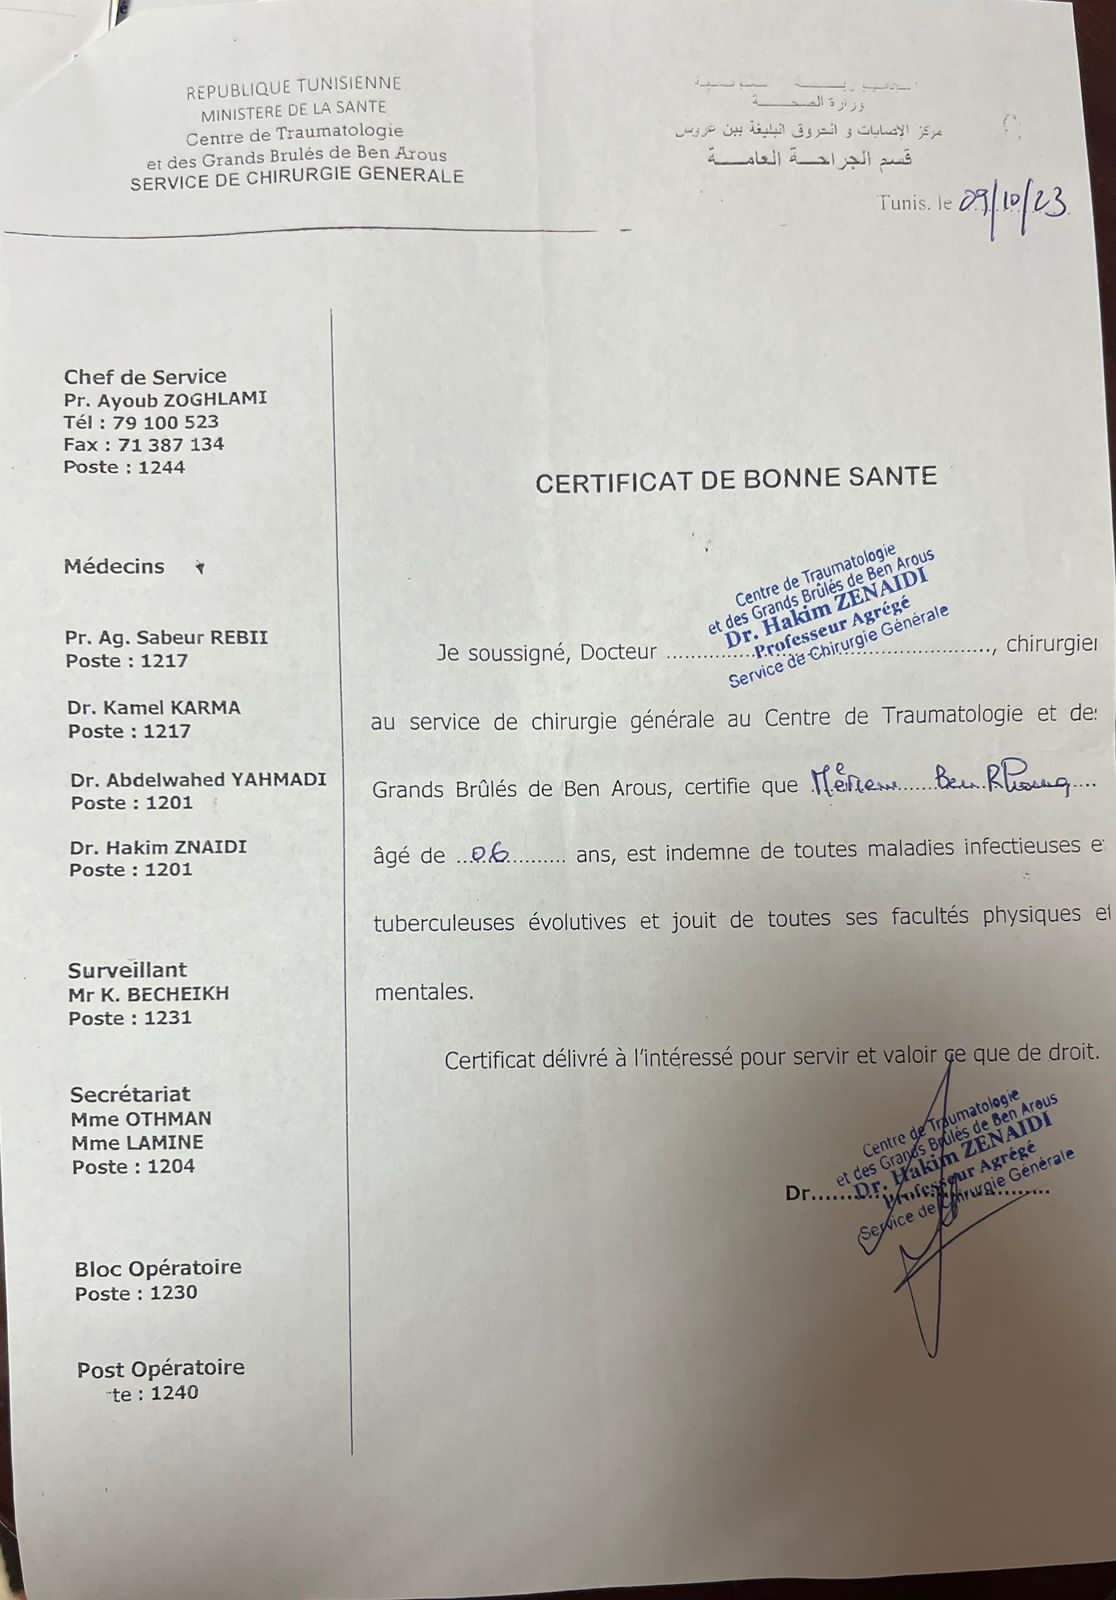 REPUBLIQUE TUNISIENNE
MINISTERE DE LA SANTE
Centre de Traumatologie
et des Grands Brulés de Ben Arous
SERVICE DE CHIRURGIE GENERALE
وزارة الصحـــة
مركز الإصابات و الحروق البليغة ببن عروس
قسم الجراحـــة العامـــة
Tunis. le 09/10/23
Chef de Service
Pr. Ayoub ZOGHLAMI
Tél : 79 100 523
Fax : 71 387 134
Poste : 1244
Médecins
Pr. Ag. Sabeur REBII
Poste : 1217
Dr. Kamel KARMA
Poste : 1217
Dr. Abdelwahed YAHMADI
Poste : 1201
Dr. Hakim ZNAIDI
Poste : 1201
Surveillant
Mr K. BECHEIKH
Poste : 1231
Secrétariat
Mme OTHMAN
Mme LAMINE
Poste : 1204
Bloc Opératoire
Poste : 1230
Post Opératoire
te : 1240
CERTIFICAT DE BONNE SANTE
Centre de Traumatologie
et des Grands Brûlés de Ben Arous
Dr. Hakim ZENAIDI
Professeur Agrégé
Service de Chirurgie Générale
Je soussigné, Docteur ..............................................., chirurgien
au service de chirurgie générale au Centre de Traumatologie et des
Grands Brûlés de Ben Arous, certifie que Meriem Ben
âgé de ...06.......... ans, est indemne de toutes maladies infectieuses e
tuberculeuses évolutives et jouit de toutes ses facultés physiques et
mentales.
Certificat délivré à l'intéressé pour servir et valoir ce que de droit.
Centre de Traumatologie
et des Grands Brûlés de Ben Arous
Dr. Hakim ZENAIDI
Professeur Agrégé
Service de Chirurgie Générale
Dr...................................